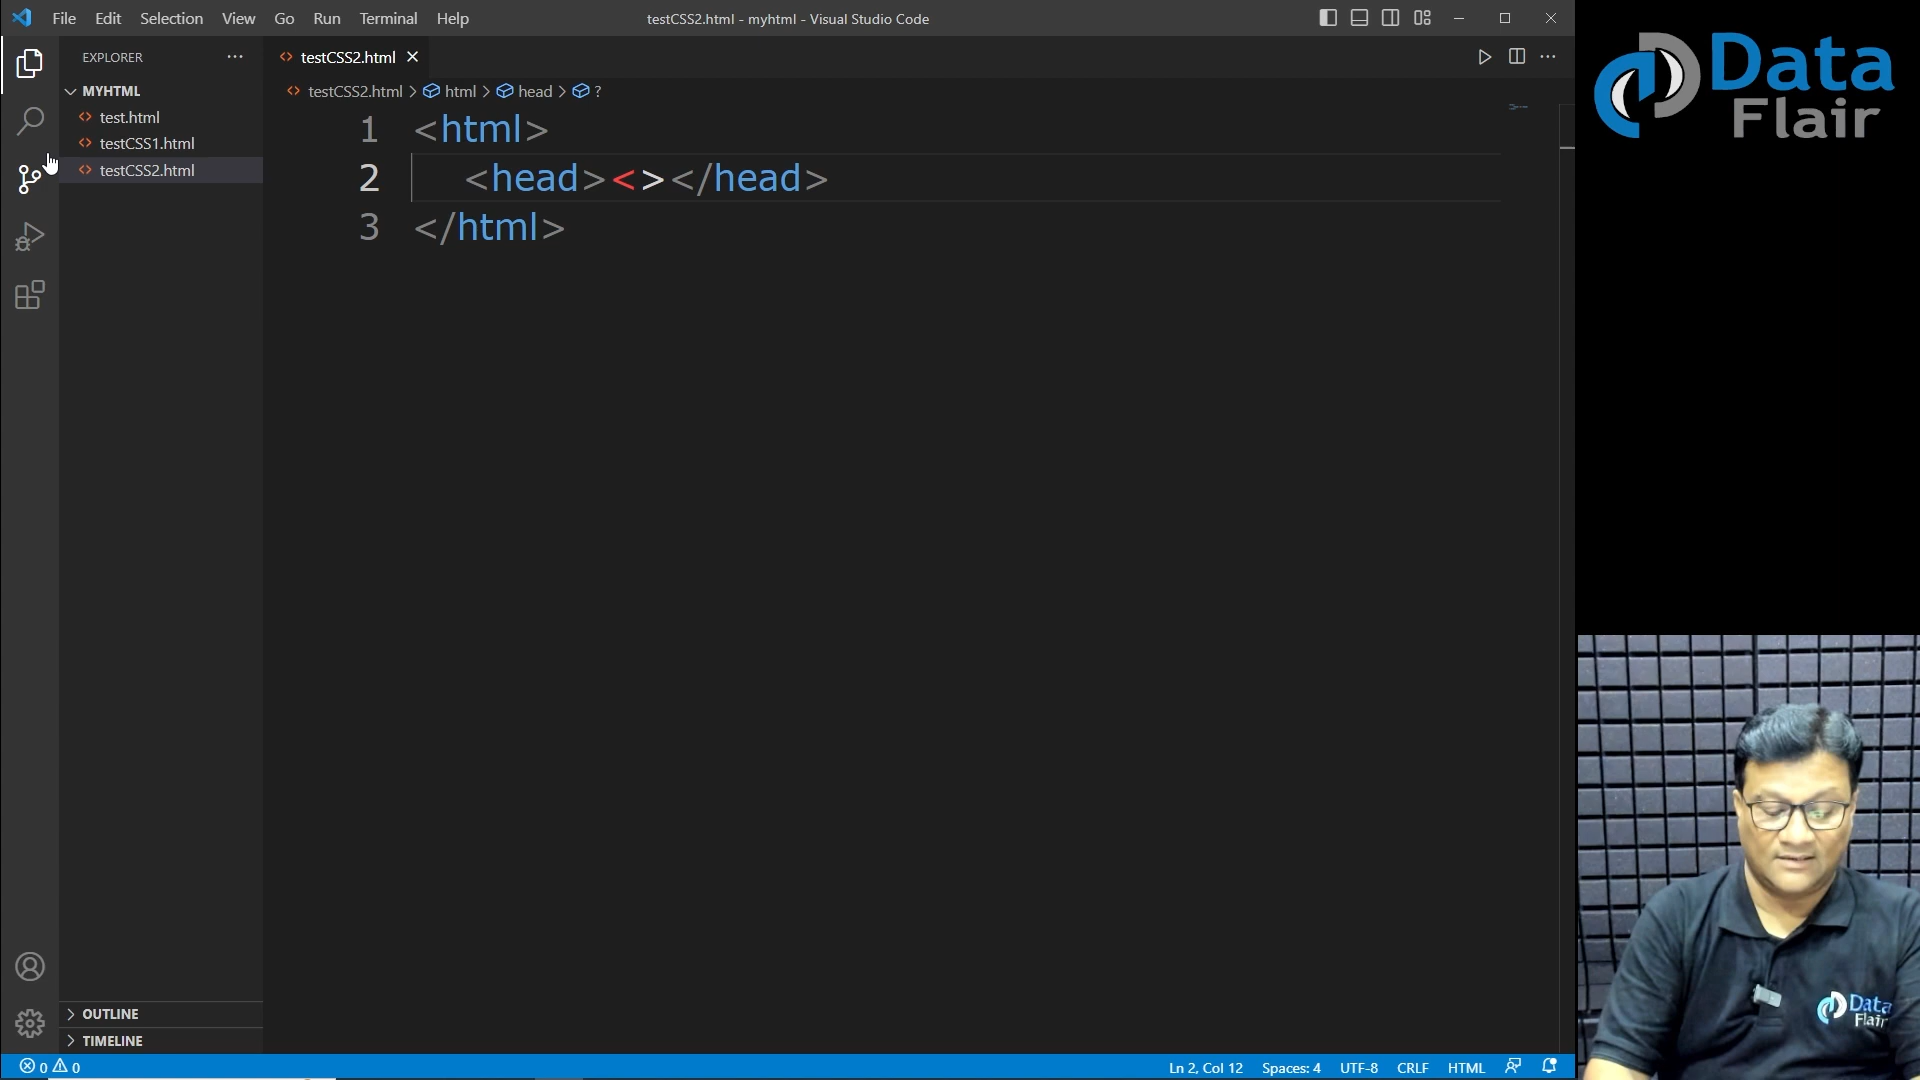 File Edit Selection View Go Run Terminal Help
testCSS2.html - myhtml - Visual Studio Code
EXPLORER
MYHTML
test.html
testCSS1.html
testCSS2.html
OUTLINE
TIMELINE
testCSS2.html
testCSS2.html > html > head > ?
1 <html>
2 <head><></head>
3 </html>
0 0
Ln 2, Col 12 Spaces: 4 UTF-8 CRLF HTML
Data
Flair
Data
Flair